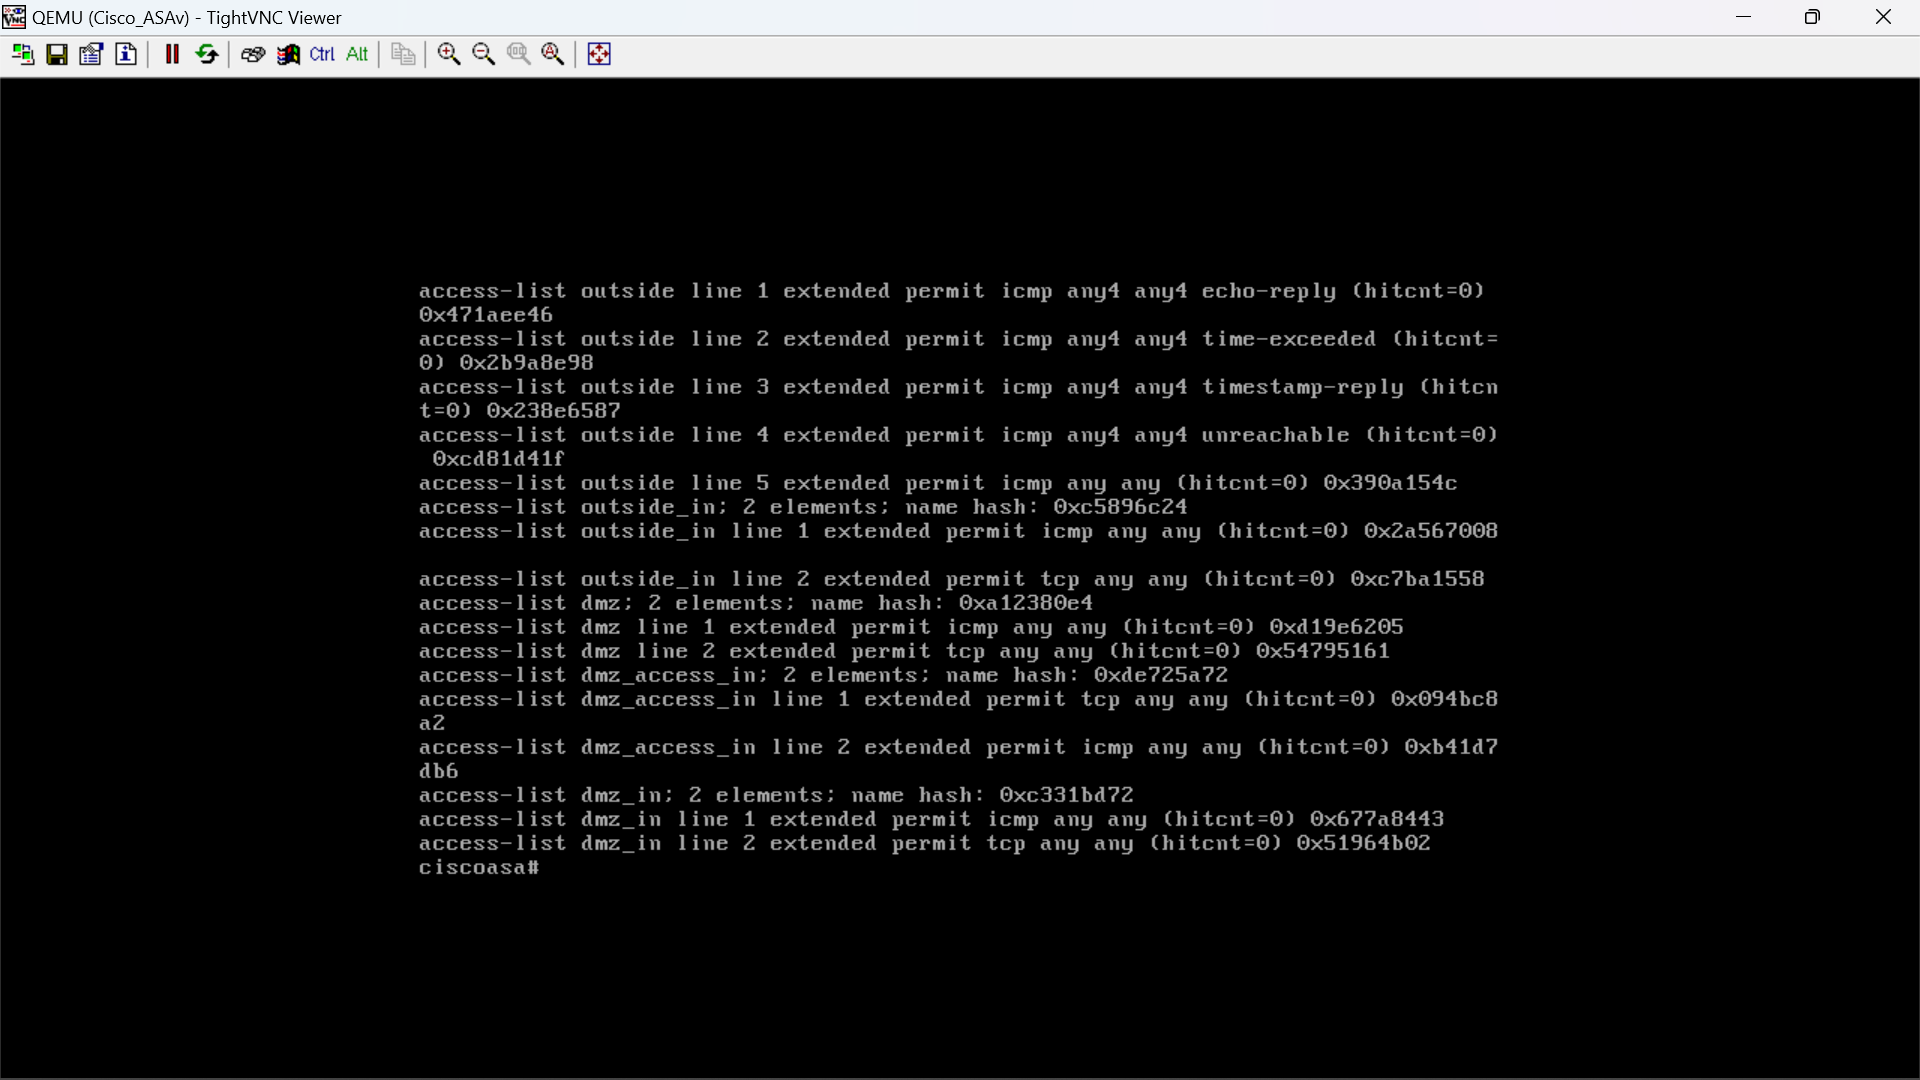 QEMU (Cisco_ASAv) - TightVNC Viewer
Ctrl Alt
access-list outside line 1 extended permit icmp any4 any4 echo-reply (hitcnt=0)
0x471aee46
access-list outside line 2 extended permit icmp any4 any4 time-exceeded (hitcnt=
0) 0x2b9a8e98
access-list outside line 3 extended permit icmp any4 any4 timestamp-reply (hitcn
t=0) 0x238e6587
access-list outside line 4 extended permit icmp any4 any4 unreachable (hitcnt=0)
 0xcd81d41f
access-list outside line 5 extended permit icmp any any (hitcnt=0) 0x390a154c
access-list outside_in; 2 elements; name hash: 0xc5896c24
access-list outside_in line 1 extended permit icmp any any (hitcnt=0) 0x2a567008
access-list outside_in line 2 extended permit tcp any any (hitcnt=0) 0xc7ba1558
access-list dmz; 2 elements; name hash: 0xa12380e4
access-list dmz line 1 extended permit icmp any any (hitcnt=0) 0xd19e6205
access-list dmz line 2 extended permit tcp any any (hitcnt=0) 0x54795161
access-list dmz_access_in; 2 elements; name hash: 0xde725a72
access-list dmz_access_in line 1 extended permit tcp any any (hitcnt=0) 0x094bc8
a2
access-list dmz_access_in line 2 extended permit icmp any any (hitcnt=0) 0xb41d7
db6
access-list dmz_in; 2 elements; name hash: 0xc331bd72
access-list dmz_in line 1 extended permit icmp any any (hitcnt=0) 0x677a8443
access-list dmz_in line 2 extended permit tcp any any (hitcnt=0) 0x51964b02
ciscoasa#